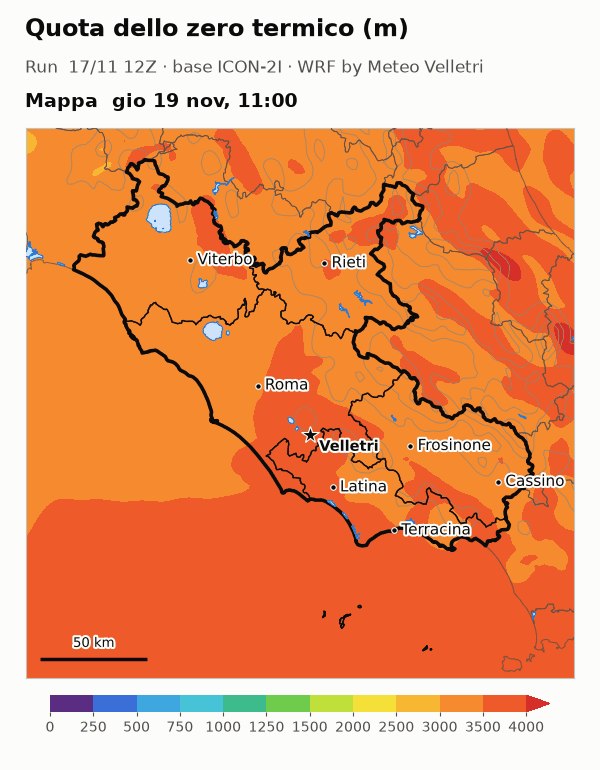 Quota dello zero termico (m)
Run  17/11 12Z · base ICON-2I · WRF by Meteo Velletri
Mappa  gio 19 nov, 11:00
Viterbo
Rieti
Roma
Velletri
Frosinone
Cassino
Latina
Terracina
50 km
0 250 500 750 1000 1250 1500 2000 2500 3000 3500 4000